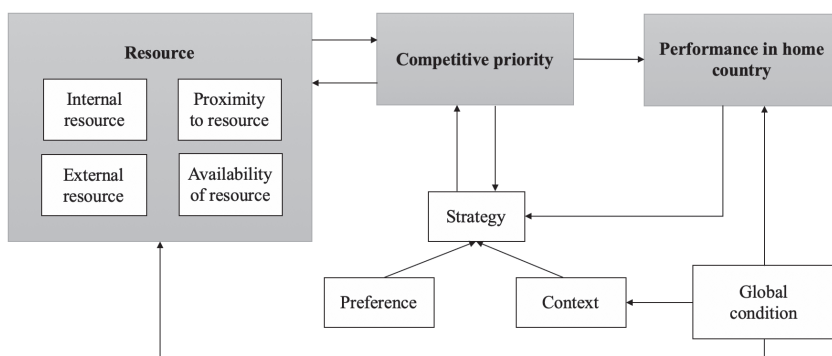 Resource
Internal
resource
Proximity
to resource
External
resource
Availability
of resource
Competitive priority
Performance in home
country
Strategy
Preference
Context
Global
condition